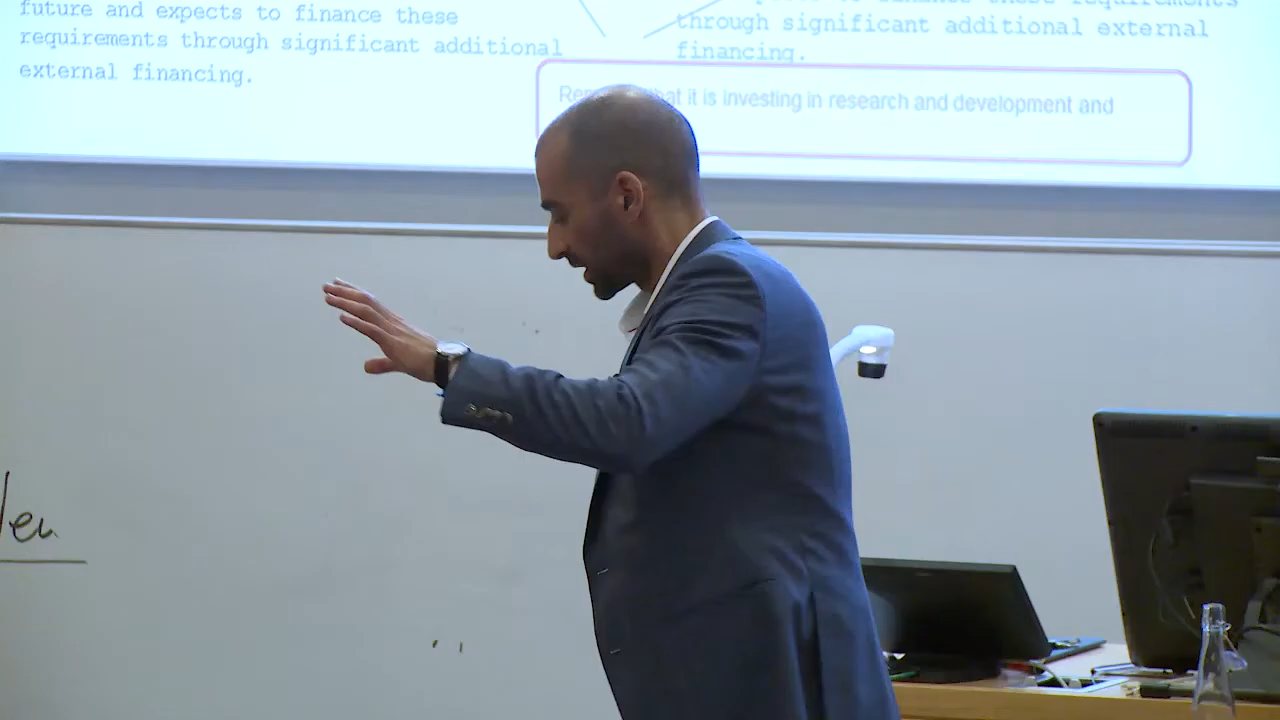 future and expects to finance these
requirements through significant additional
external financing.
through significant additional external
financing.
that it is investing in research and development and